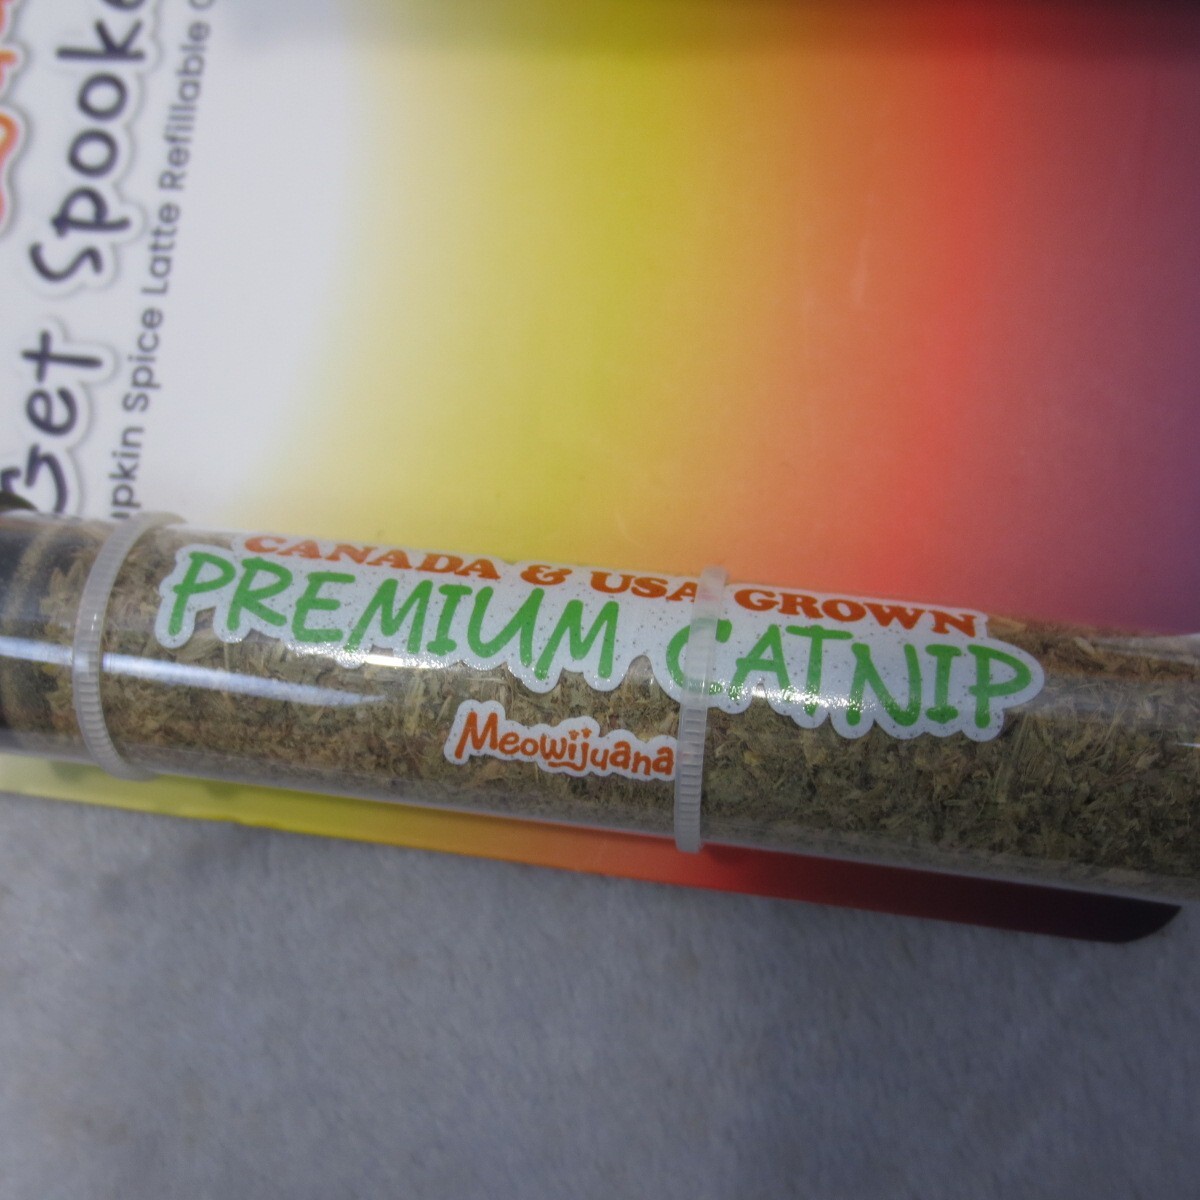 Get Spooke
pkin Spice Latte Refillable
CANADA & USA GROWN
PREMIUM CATNIP
Meowijuana